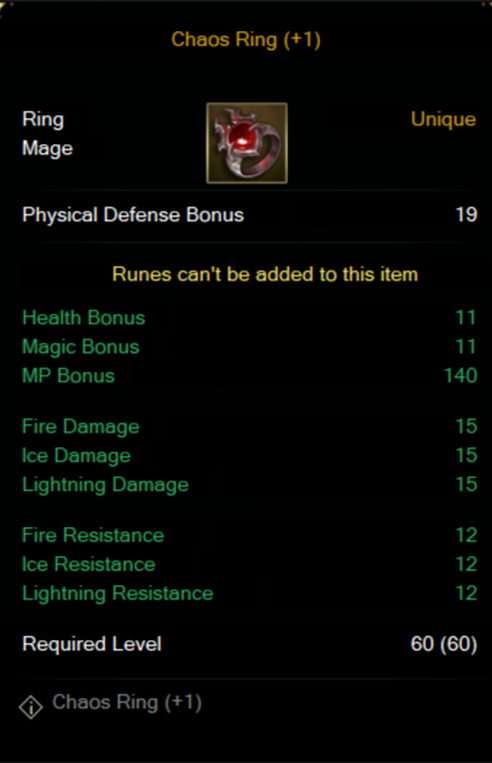 Chaos Ring (+1)
Ring Unique
Mage
Physical Defense Bonus 19
Runes can't be added to this item
Health Bonus 11
Magic Bonus 11
MP Bonus 140
Fire Damage 15
Ice Damage 15
Lightning Damage 15
Fire Resistance 12
Ice Resistance 12
Lightning Resistance 12
Required Level 60 (60)
Chaos Ring (+1)